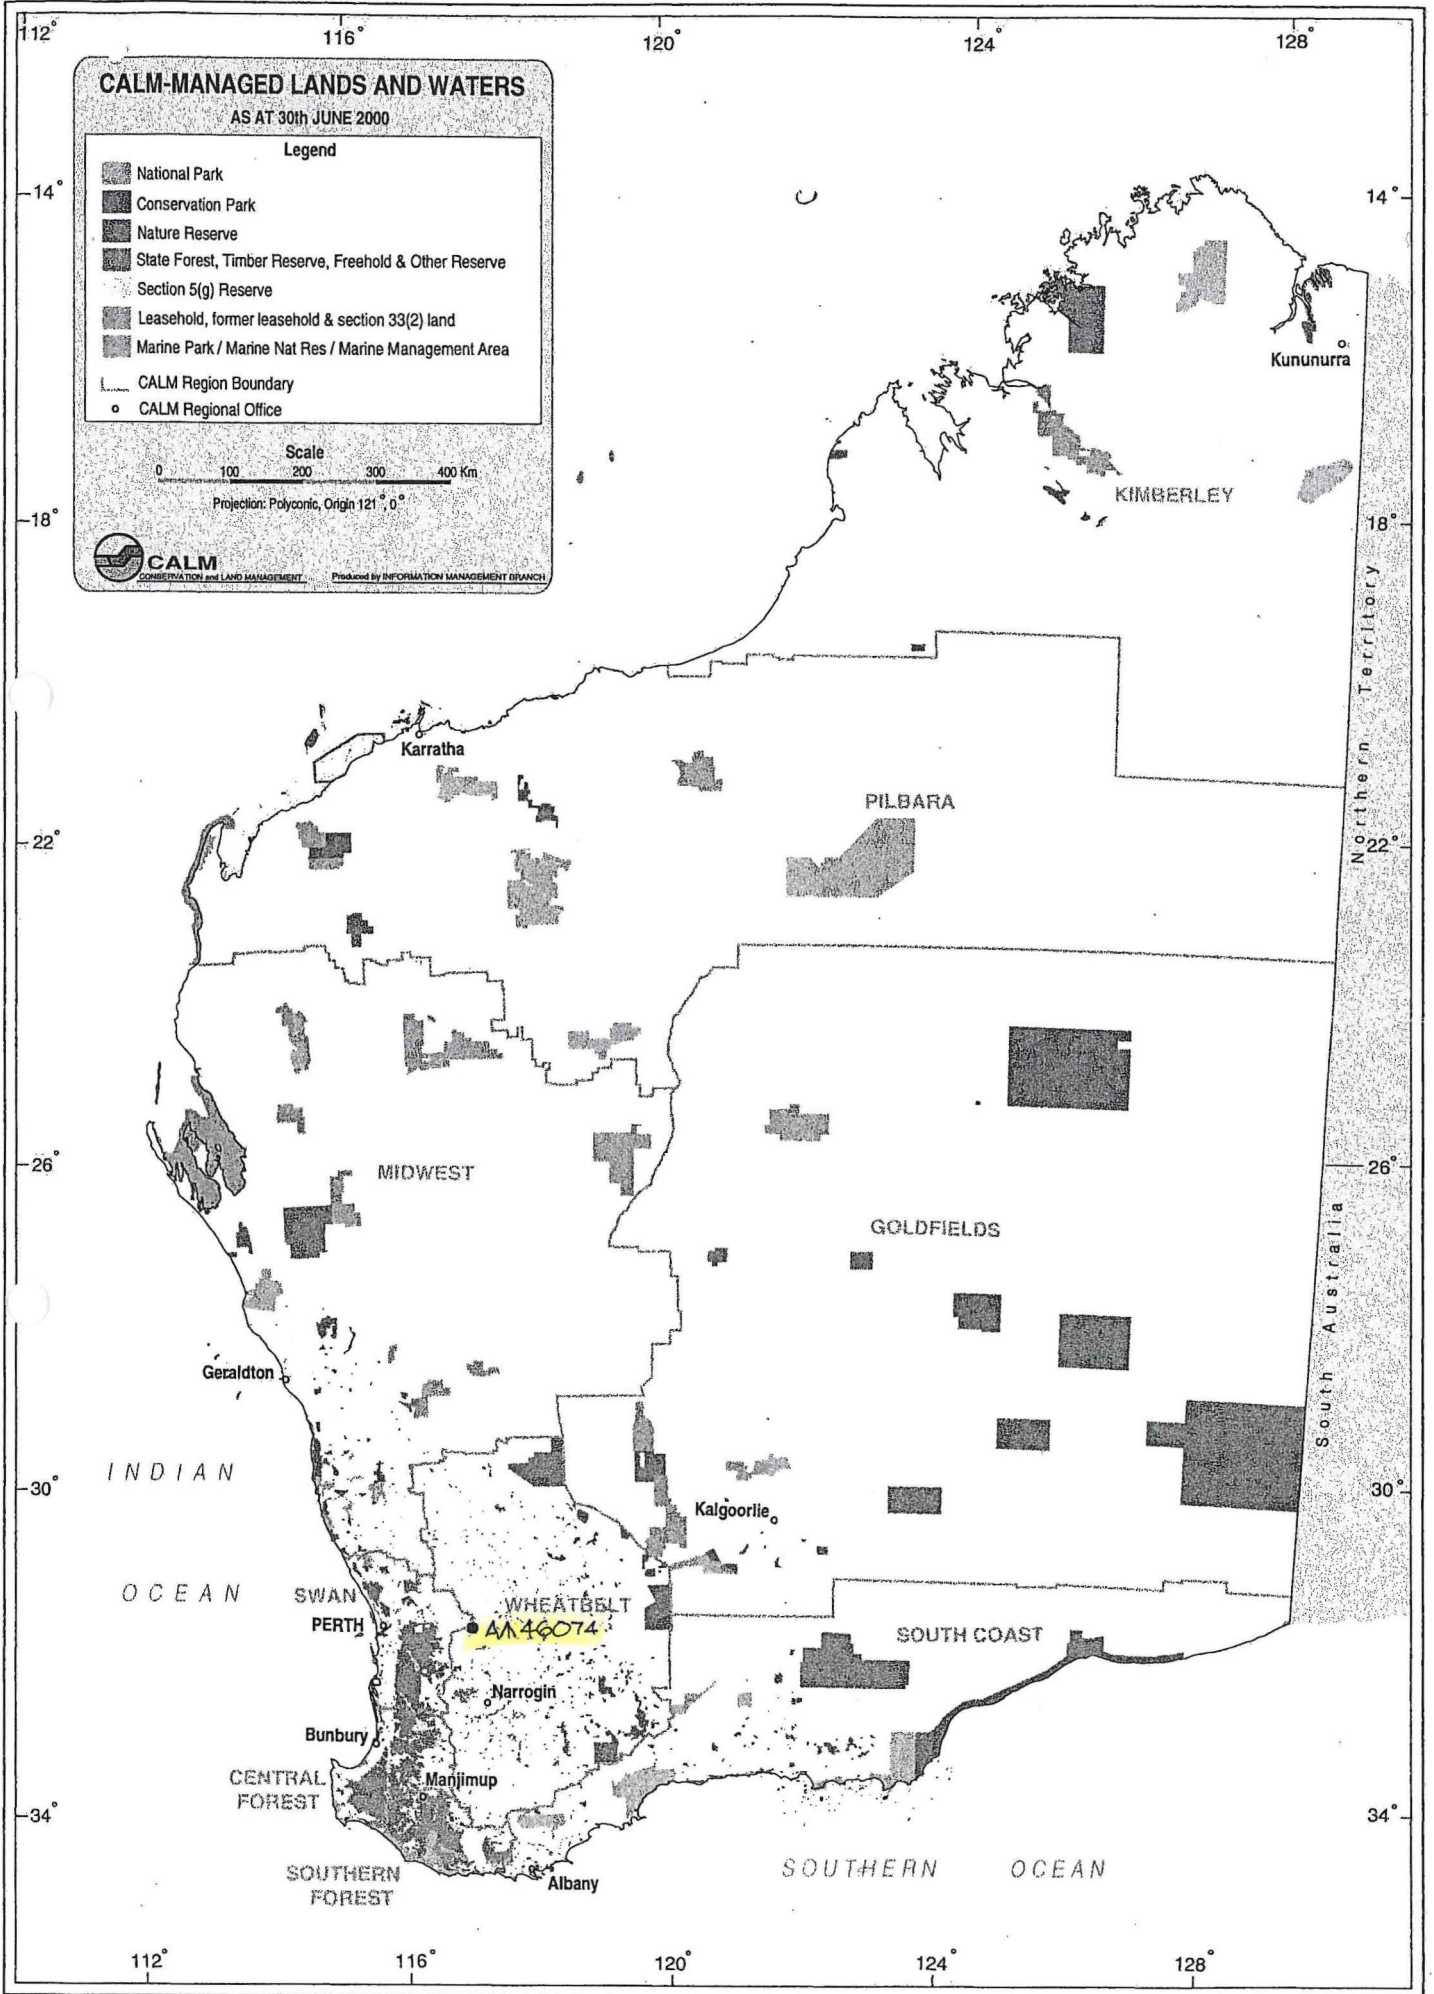 112° 116° 120° 124° 128°
CALM-MANAGED LANDS AND WATERS
AS AT 30th JUNE 2000
Legend
National Park
Conservation Park
Nature Reserve
State Forest, Timber Reserve, Freehold & Other Reserve
Section 5(g) Reserve
Leasehold, former leasehold & section 33(2) land
Marine Park / Marine Nat Res / Marine Management Area
CALM Region Boundary
CALM Regional Office
Scale
0 100 200 300 400 Km
Projection: Polyconic, Origin 121°, 0°
CALM
CONSERVATION and LAND MANAGEMENT Produced by INFORMATION MANAGEMENT BRANCH
14° 14°
Kununurra
KIMBERLEY
18° 18°
Northern Territory
Karratha
PILBARA
22° 22°
26° 26°
MIDWEST
GOLDFIELDS
South Australia
Geraldton
INDIAN
30° 30°
Kalgoorlie
OCEAN
SWAN
WHEATBELT
PERTH
46074
SOUTH COAST
Narrogin
Bunbury
CENTRAL
FOREST
Manjimup
34° 34°
SOUTHERN
FOREST
Albany
SOUTHERN OCEAN
112° 116° 120° 124° 128°